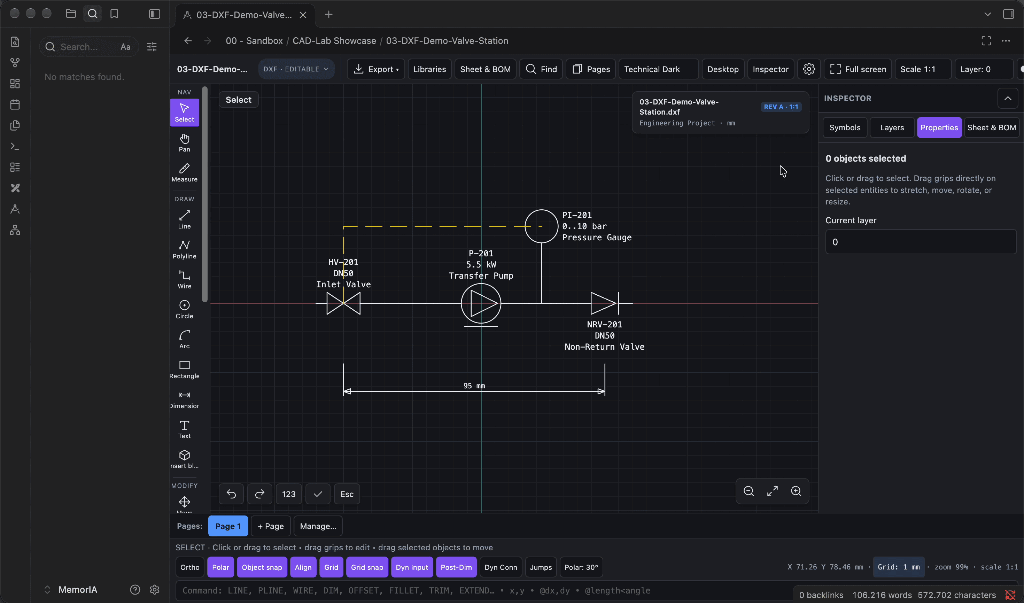 03-DXF-Demo-Valve...
Search...
Aa
00 - Sandbox / CAD-Lab Showcase / 03-DXF-Demo-Valve-Station
No matches found.
03-DXF-Demo-...
DXF · EDITABLE
Export
Libraries
Sheet & BOM
Find
Pages
Technical Dark
Desktop
Inspector
Full screen
Scale 1:1
Layer: 0
NAV
Select
Pan
Measure
DRAW
Line
Polyline
Wire
Circle
Arc
Rectangle
Dimension
Text
nsert bl...
MODIFY
Select
03-DXF-Demo-Valve-
Station.dxf
REV A · 1:1
Engineering Project · mm
PI-201
0..10 bar
Pressure Gauge
P-201
5.5 kW
Transfer Pump
HV-201
DN50
Inlet Valve
NRV-201
DN50
Non-Return Valve
95 mm
123
Esc
INSPECTOR
Symbols
Layers
Properties
Sheet & BOM
0 objects selected
Click or drag to select. Drag grips directly on
selected entities to stretch, move, rotate, or
resize.
Current layer
0
Pages:
Page 1
+ Page
Manage...
SELECT · Click or drag to select • drag grips to edit • drag selected objects to move
Ortho
Polar
Object snap
Align
Grid
Grid snap
Dyn input
Post-Dim
Dyn Conn
Jumps
Polar: 30°
X 71.26 Y 78.46 mm · Grid: 1 mm · zoom 99% · scale 1:1
Command: LINE, PLINE, WIRE, DIM, OFFSET, FILLET, TRIM, EXTEND… • x,y • @dx,dy • @length<angle
MemorIA
0 backlinks
106.216 words
572.702 characters